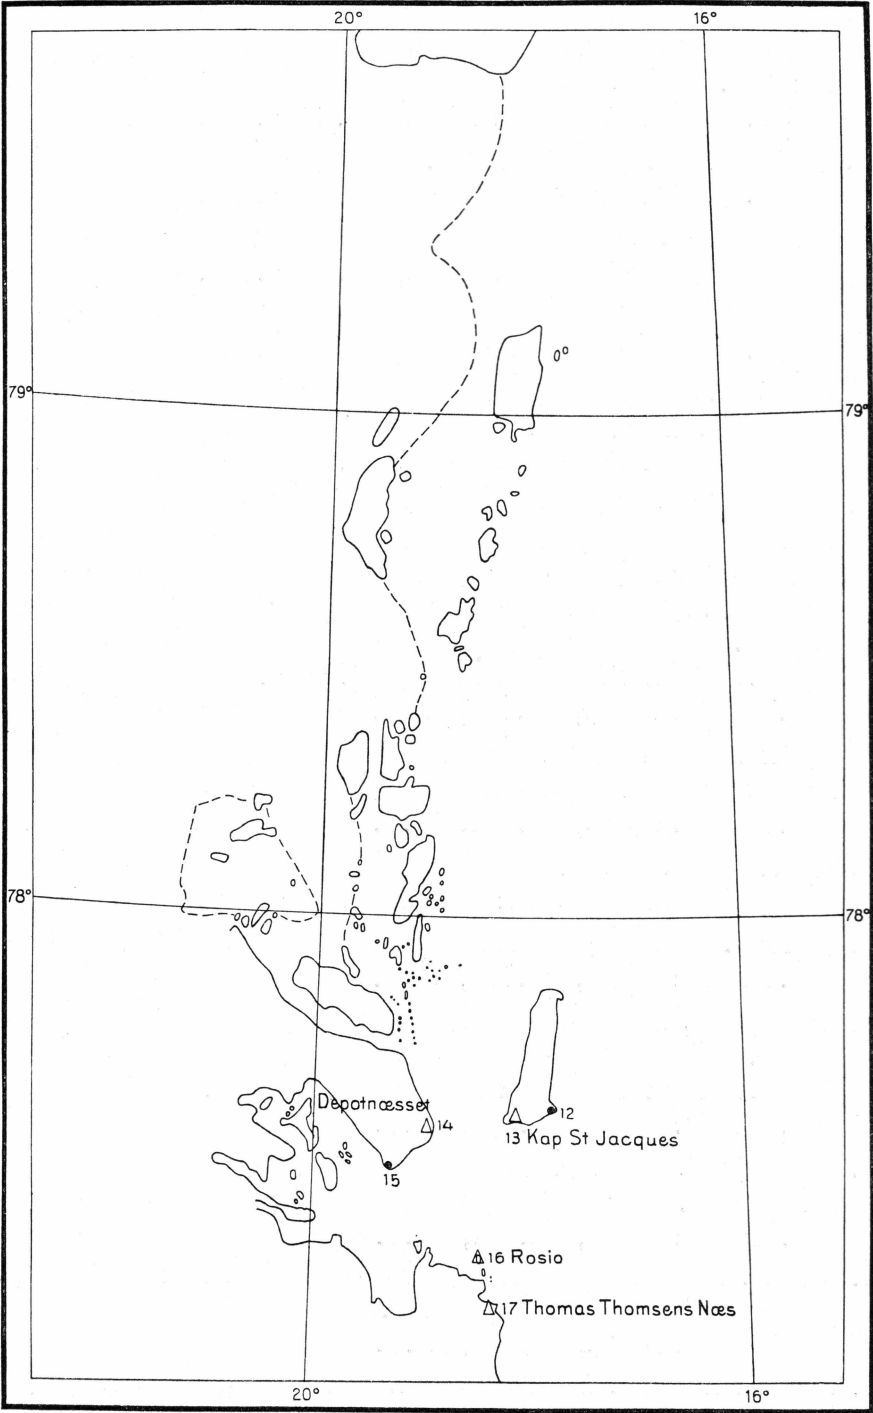 20° 16°
79° 79°
78° 78°
Depotnæsset
12
14
13 Kap St Jacques
15
16 Rosio
17 Thomas Thomsens Næs
20° 16°